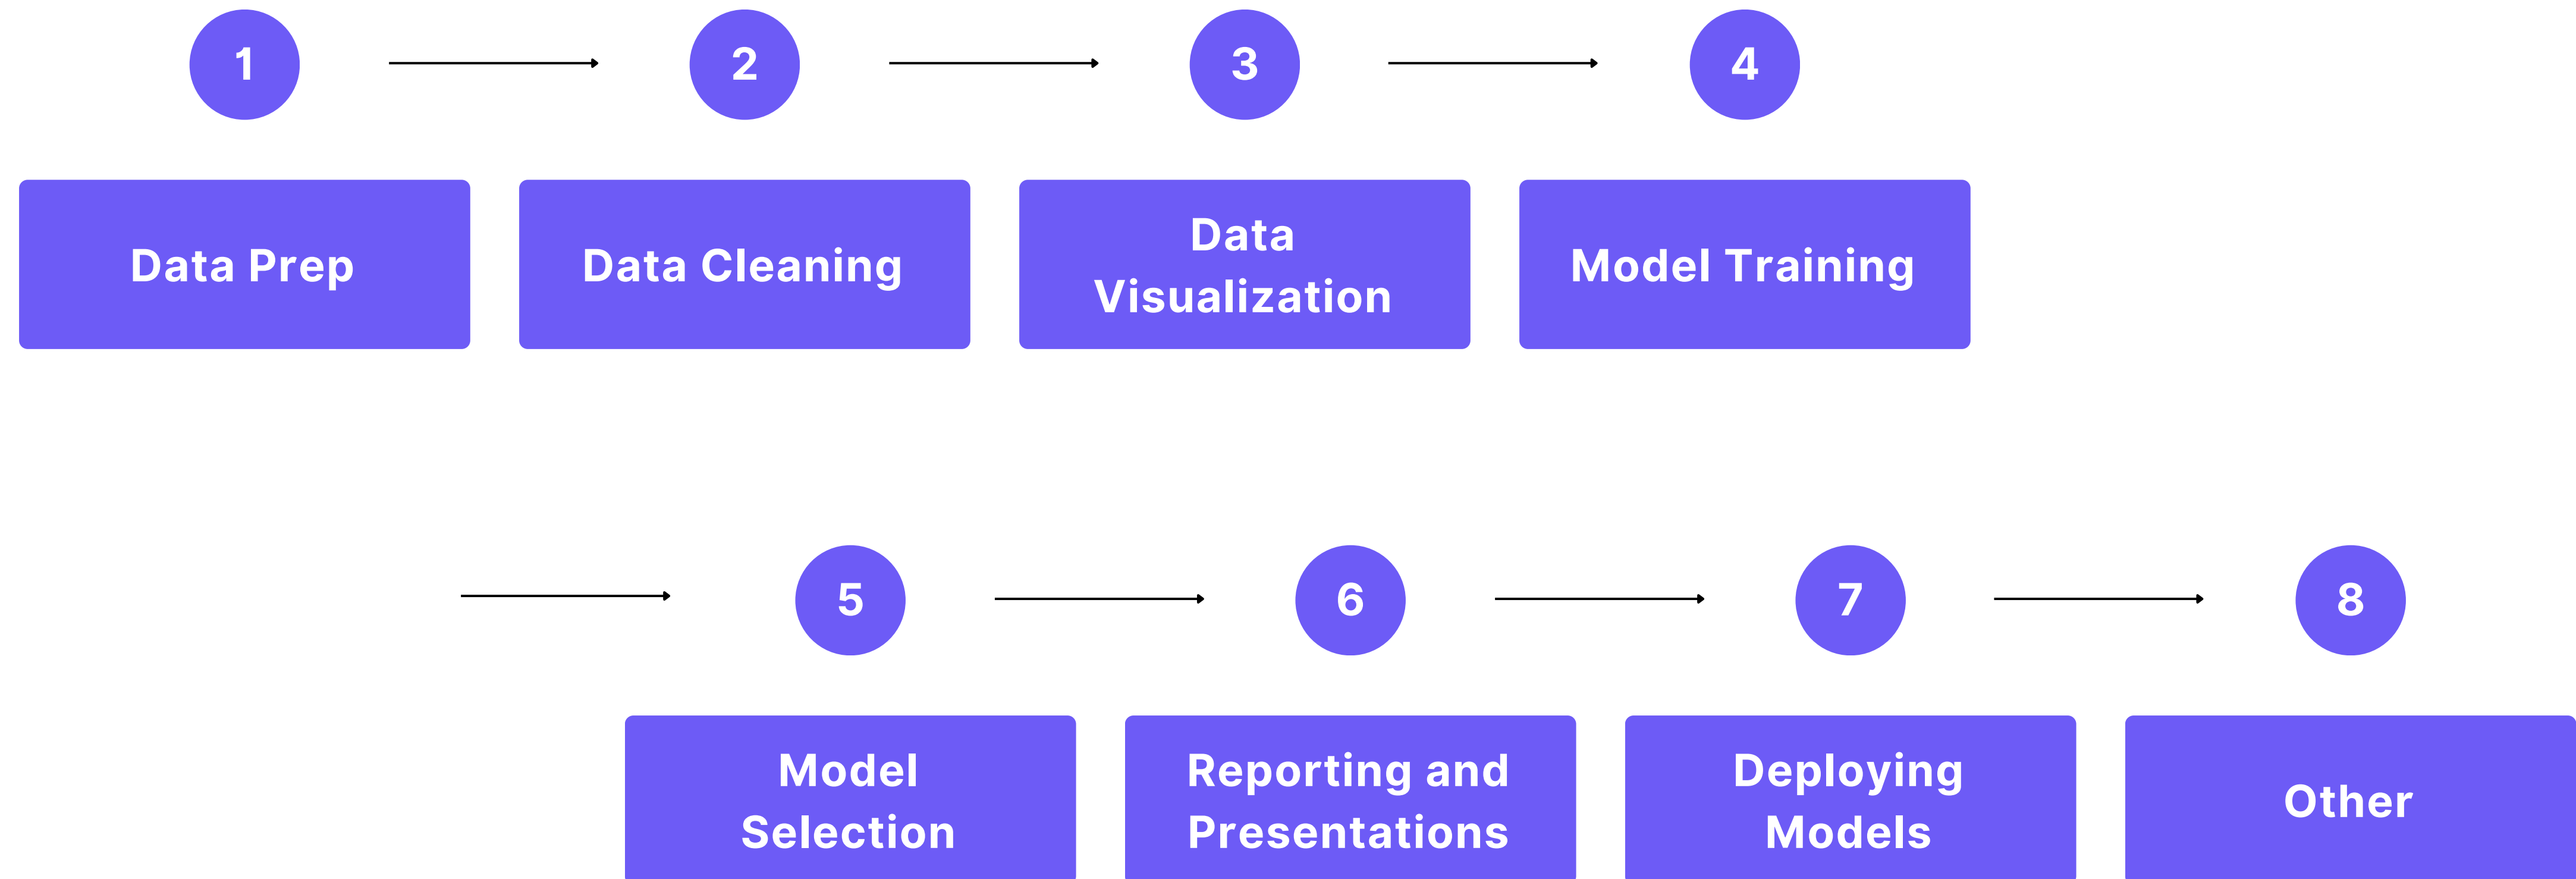 1
2
3
4
Data Prep
Data Cleaning
Data
Visualization
Model Training
5
6
7
8
Model
Selection
Reporting and
Presentations
Deploying
Models
Other